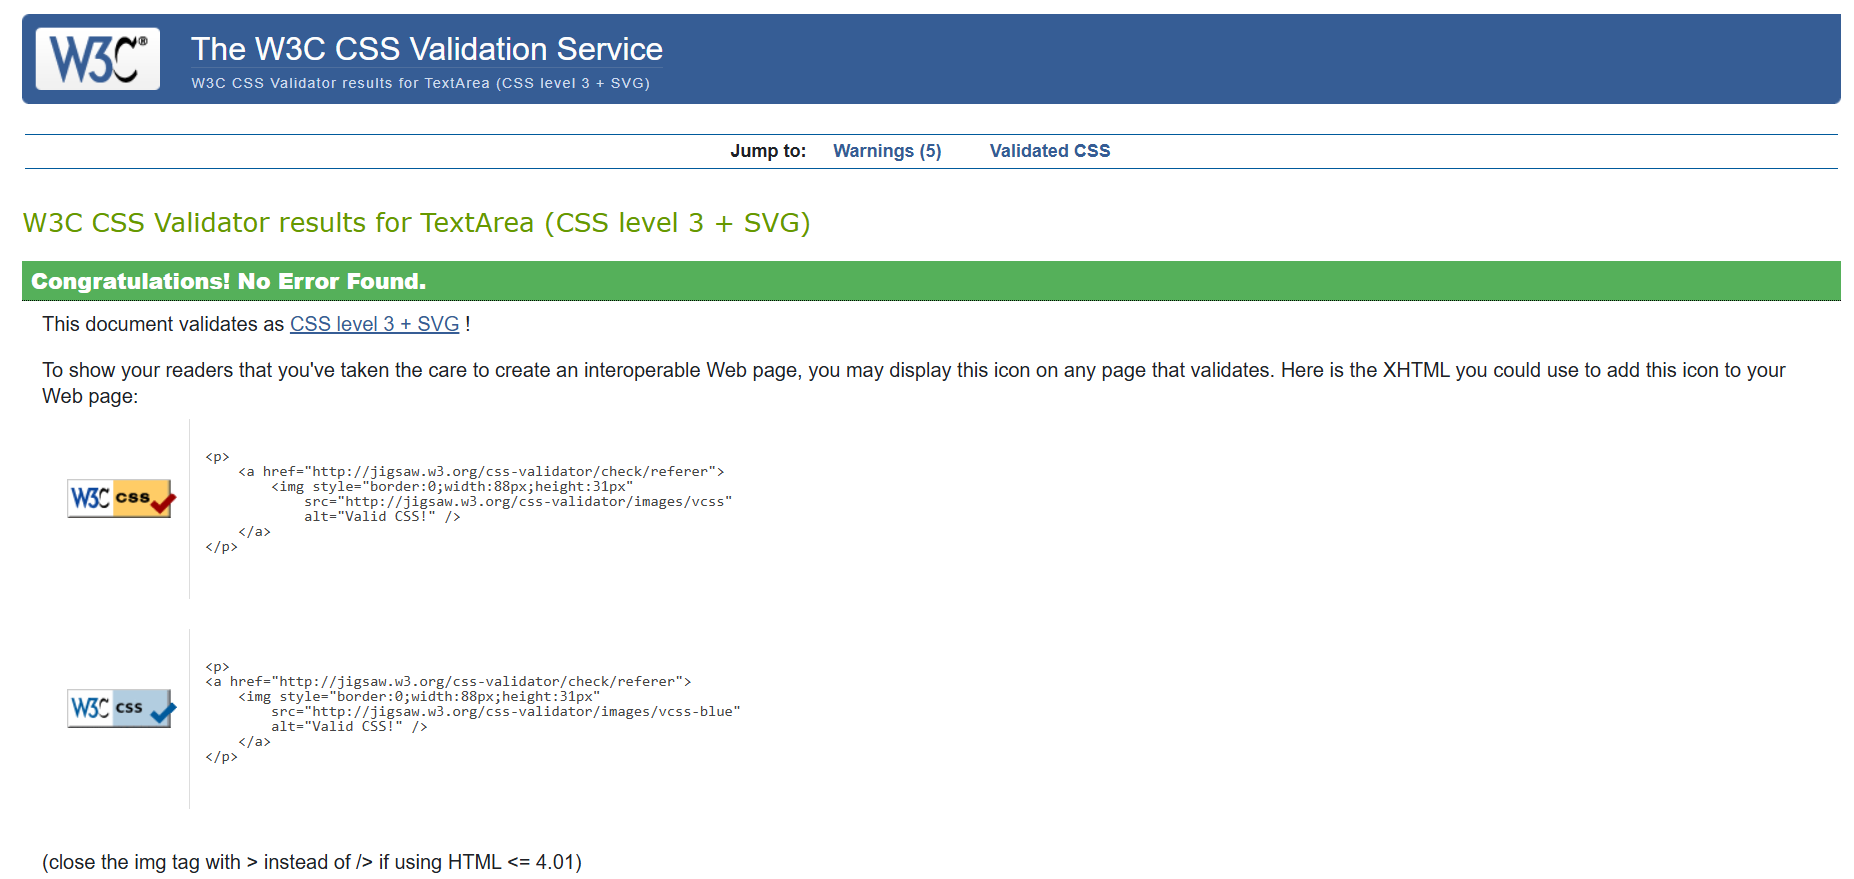 W3C®
The W3C CSS Validation Service
W3C CSS Validator results for TextArea (CSS level 3 + SVG)
Jump to: Warnings (5) Validated CSS
W3C CSS Validator results for TextArea (CSS level 3 + SVG)
Congratulations! No Error Found.
This document validates as CSS level 3 + SVG !
To show your readers that you've taken the care to create an interoperable Web page, you may display this icon on any page that validates. Here is the XHTML you could use to add this icon to your
Web page:
W3C css
<p>
    <a href="http://jigsaw.w3.org/css-validator/check/referer">
        <img style="border:0;width:88px;height:31px"
            src="http://jigsaw.w3.org/css-validator/images/vcss"
            alt="Valid CSS!" />
    </a>
</p>
W3C css
<p>
<a href="http://jigsaw.w3.org/css-validator/check/referer">
    <img style="border:0;width:88px;height:31px"
        src="http://jigsaw.w3.org/css-validator/images/vcss-blue"
        alt="Valid CSS!" />
    </a>
</p>
(close the img tag with > instead of /> if using HTML <= 4.01)